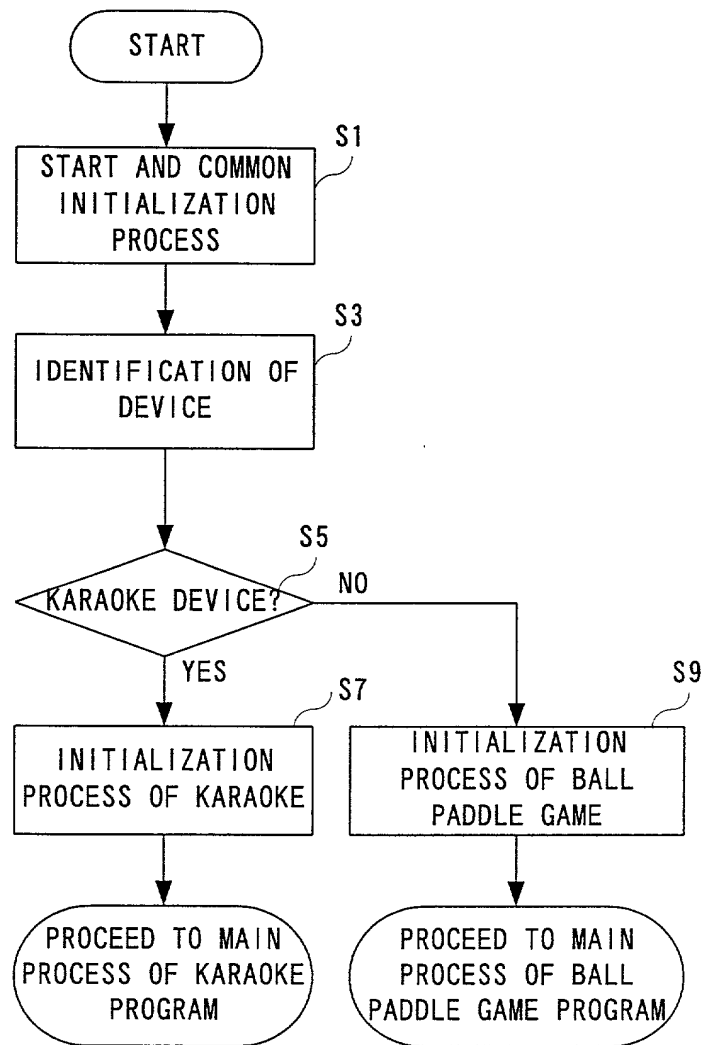 START
S1
START AND COMMON
INITIALIZATION
PROCESS
S3
IDENTIFICATION OF
DEVICE
S5
KARAOKE DEVICE?
NO
YES
S7
INITIALIZATION
PROCESS OF KARAOKE
S9
INITIALIZATION
PROCESS OF BALL
PADDLE GAME
PROCEED TO MAIN
PROCESS OF KARAOKE
PROGRAM
PROCEED TO MAIN
PROCESS OF BALL
PADDLE GAME PROGRAM